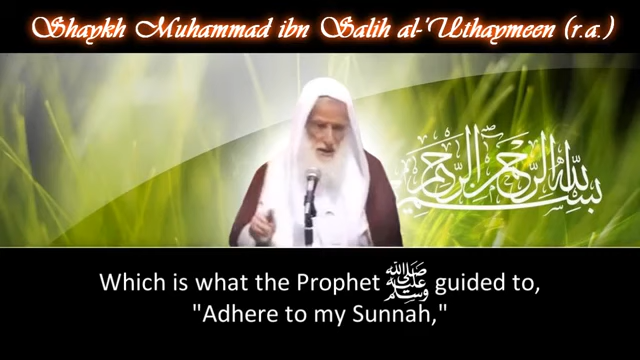 Shaykh Muhammad ibn Salih al-'Uthaymeen (r.a.)
بسم الله الرحمن الرحيم
Which is what the Prophet ﷺ guided to,
"Adhere to my Sunnah,"